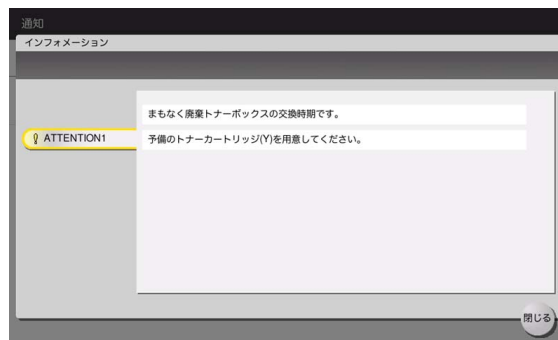 通知
インフォメーション
まもなく廃棄トナーボックスの交換時期です。
ATTENTION1
予備のトナーカートリッジ(Y)を用意してください。
閉じる